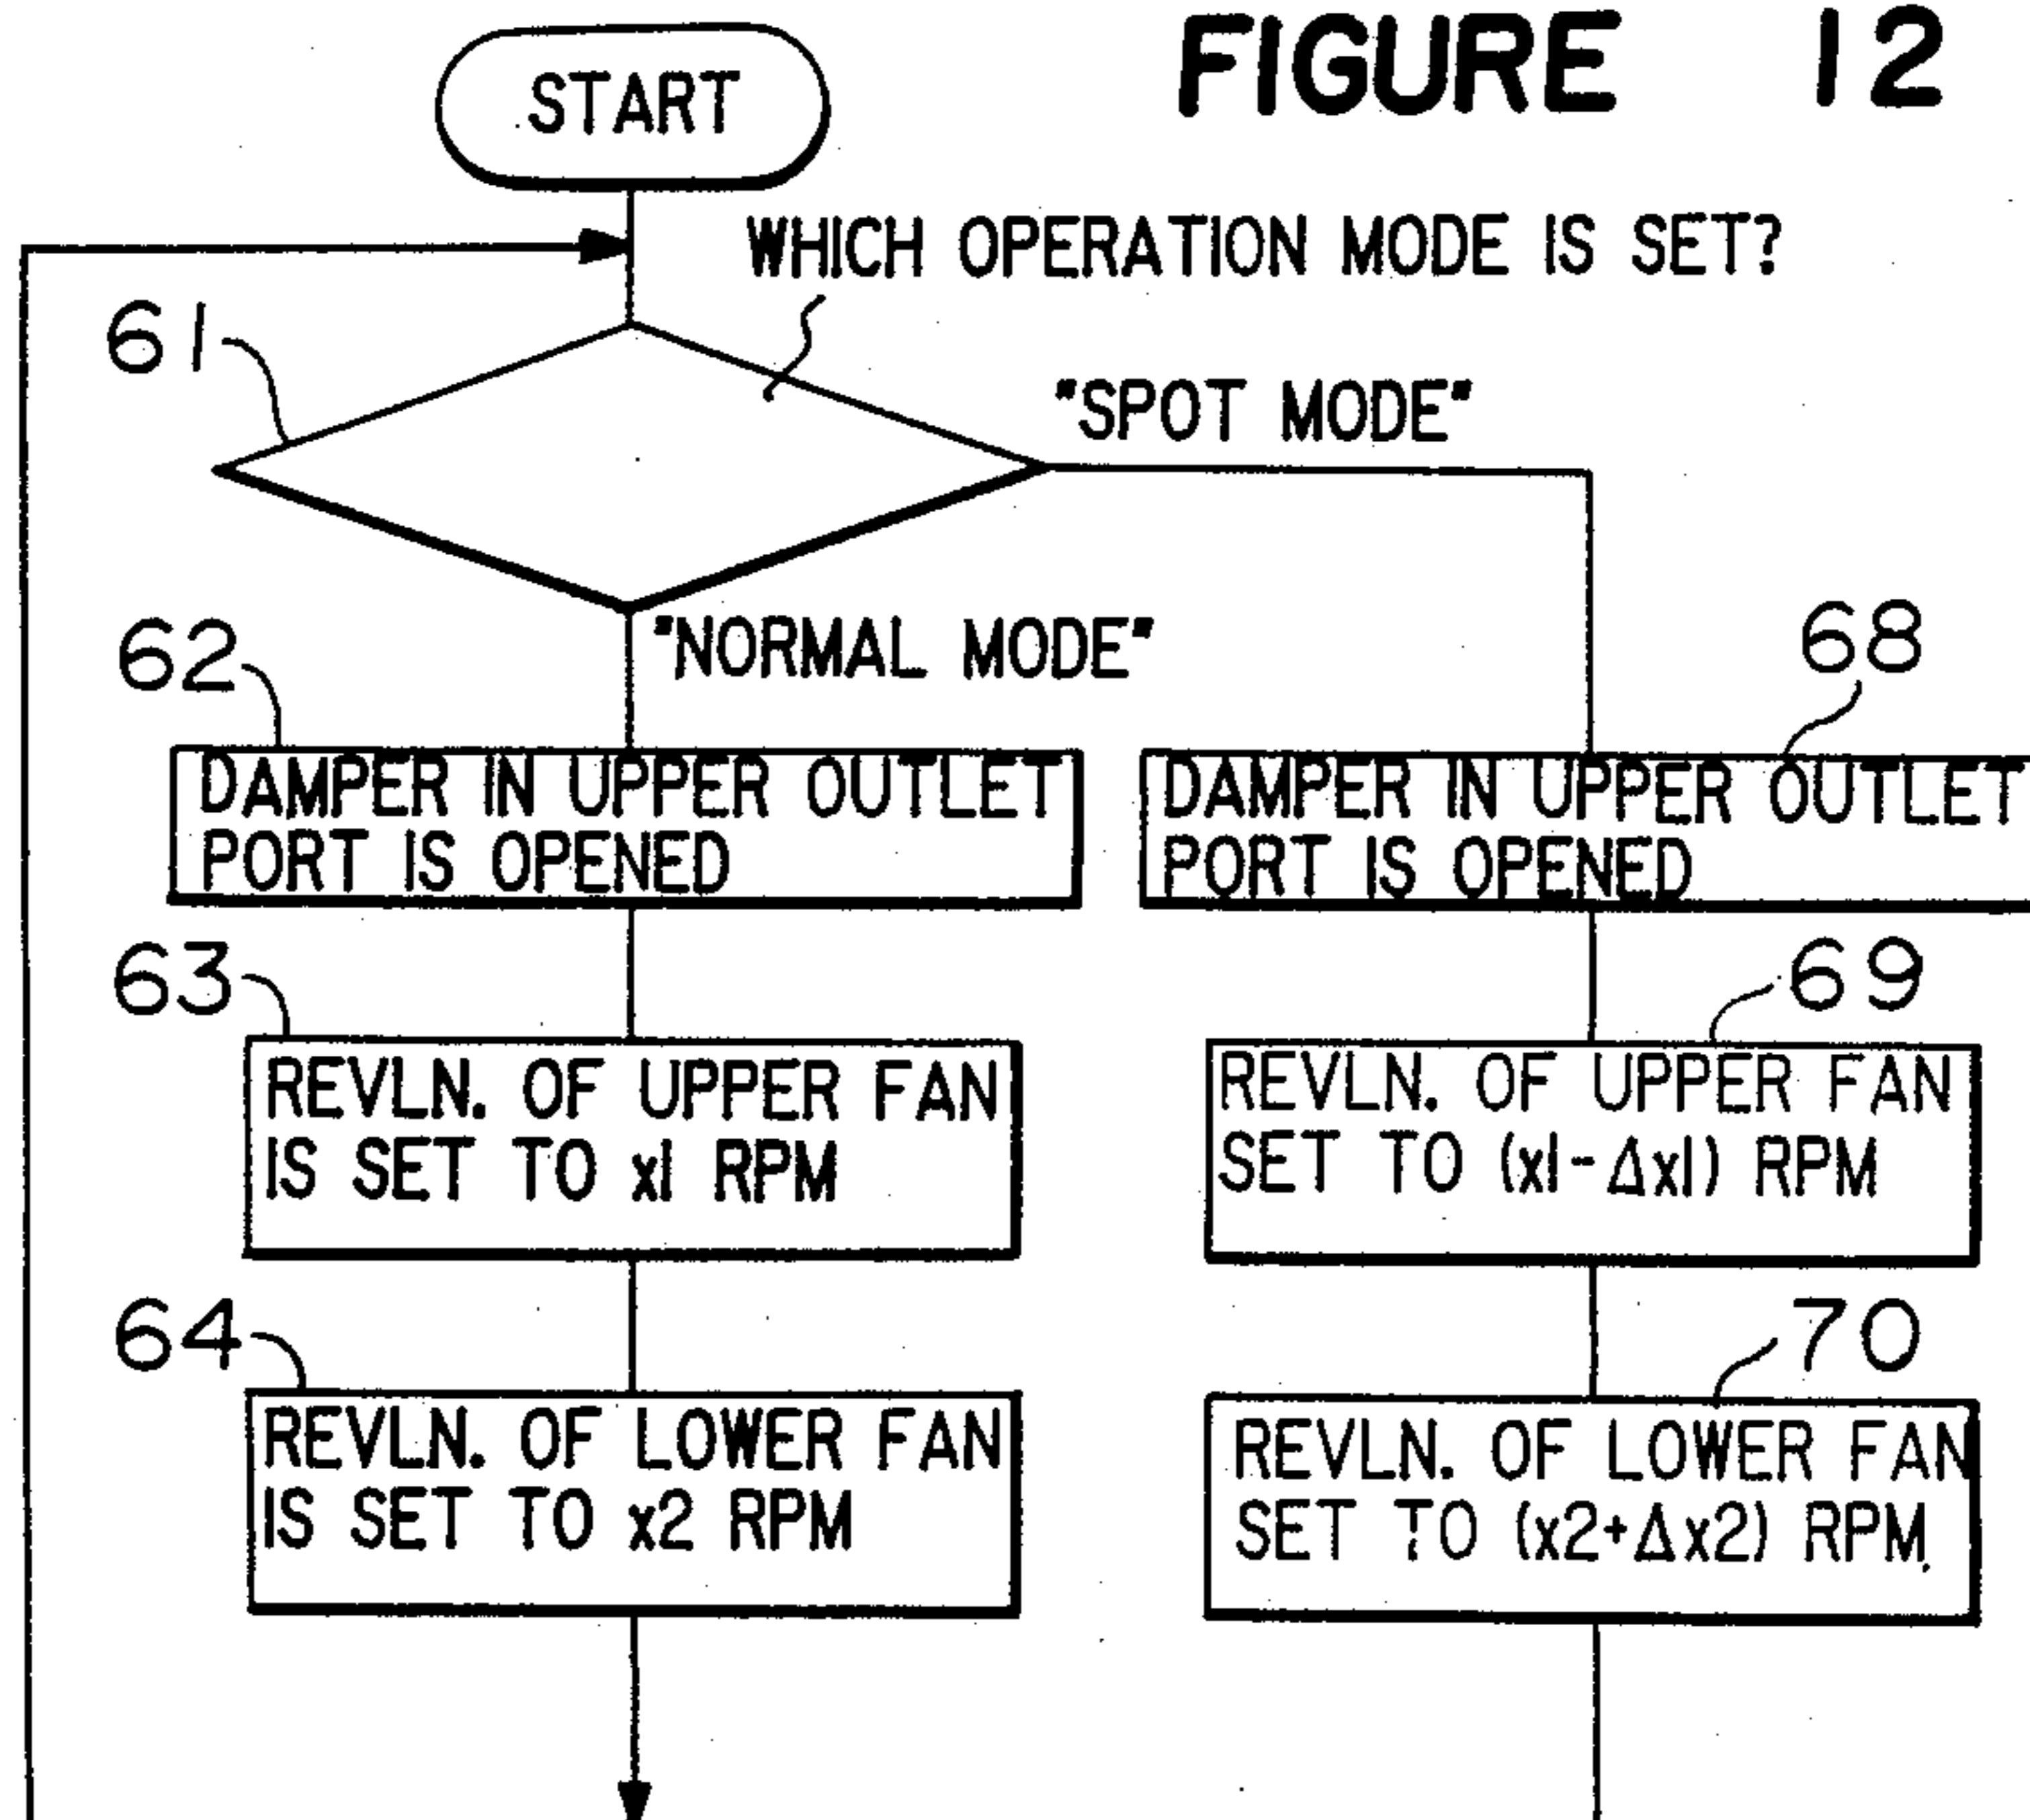 FIGURE 12
START
WHICH OPERATION MODE IS SET?
61
"SPOT MODE"
"NORMAL MODE"
62
DAMPER IN UPPER OUTLET
PORT IS OPENED
63
REVLN. OF UPPER FAN
IS SET TO x1 RPM
64
REVLN. OF LOWER FAN
IS SET TO x2 RPM
68
DAMPER IN UPPER OUTLET
PORT IS OPENED
69
REVLN. OF UPPER FAN
SET TO (x1-Δx1) RPM
70
REVLN. OF LOWER FAN
SET TO (x2+Δx2) RPM.